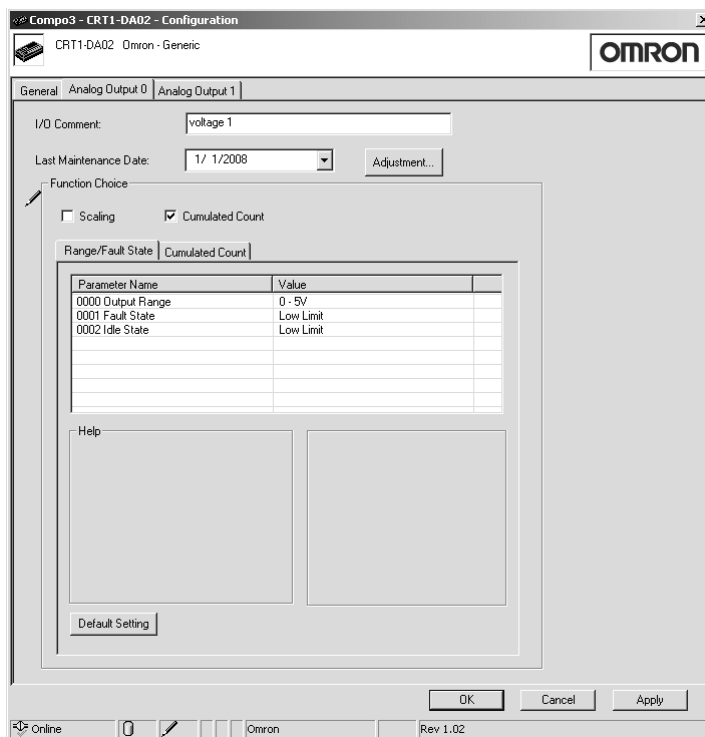 Compo3 - CRT1-DA02 - Configuration
CRT1-DA02 Omron - Generic
OMRON
General Analog Output 0 Analog Output 1
I/O Comment: voltage 1
Last Maintenance Date: 1/ 1/2008 Adjustment...
Function Choice
Scaling Cumulated Count
Range/Fault State Cumulated Count
Parameter Name Value
0000 Output Range 0 - 5V
0001 Fault State Low Limit
0002 Idle State Low Limit
Help
Default Setting
OK Cancel Apply
Online Omron Rev 1.02